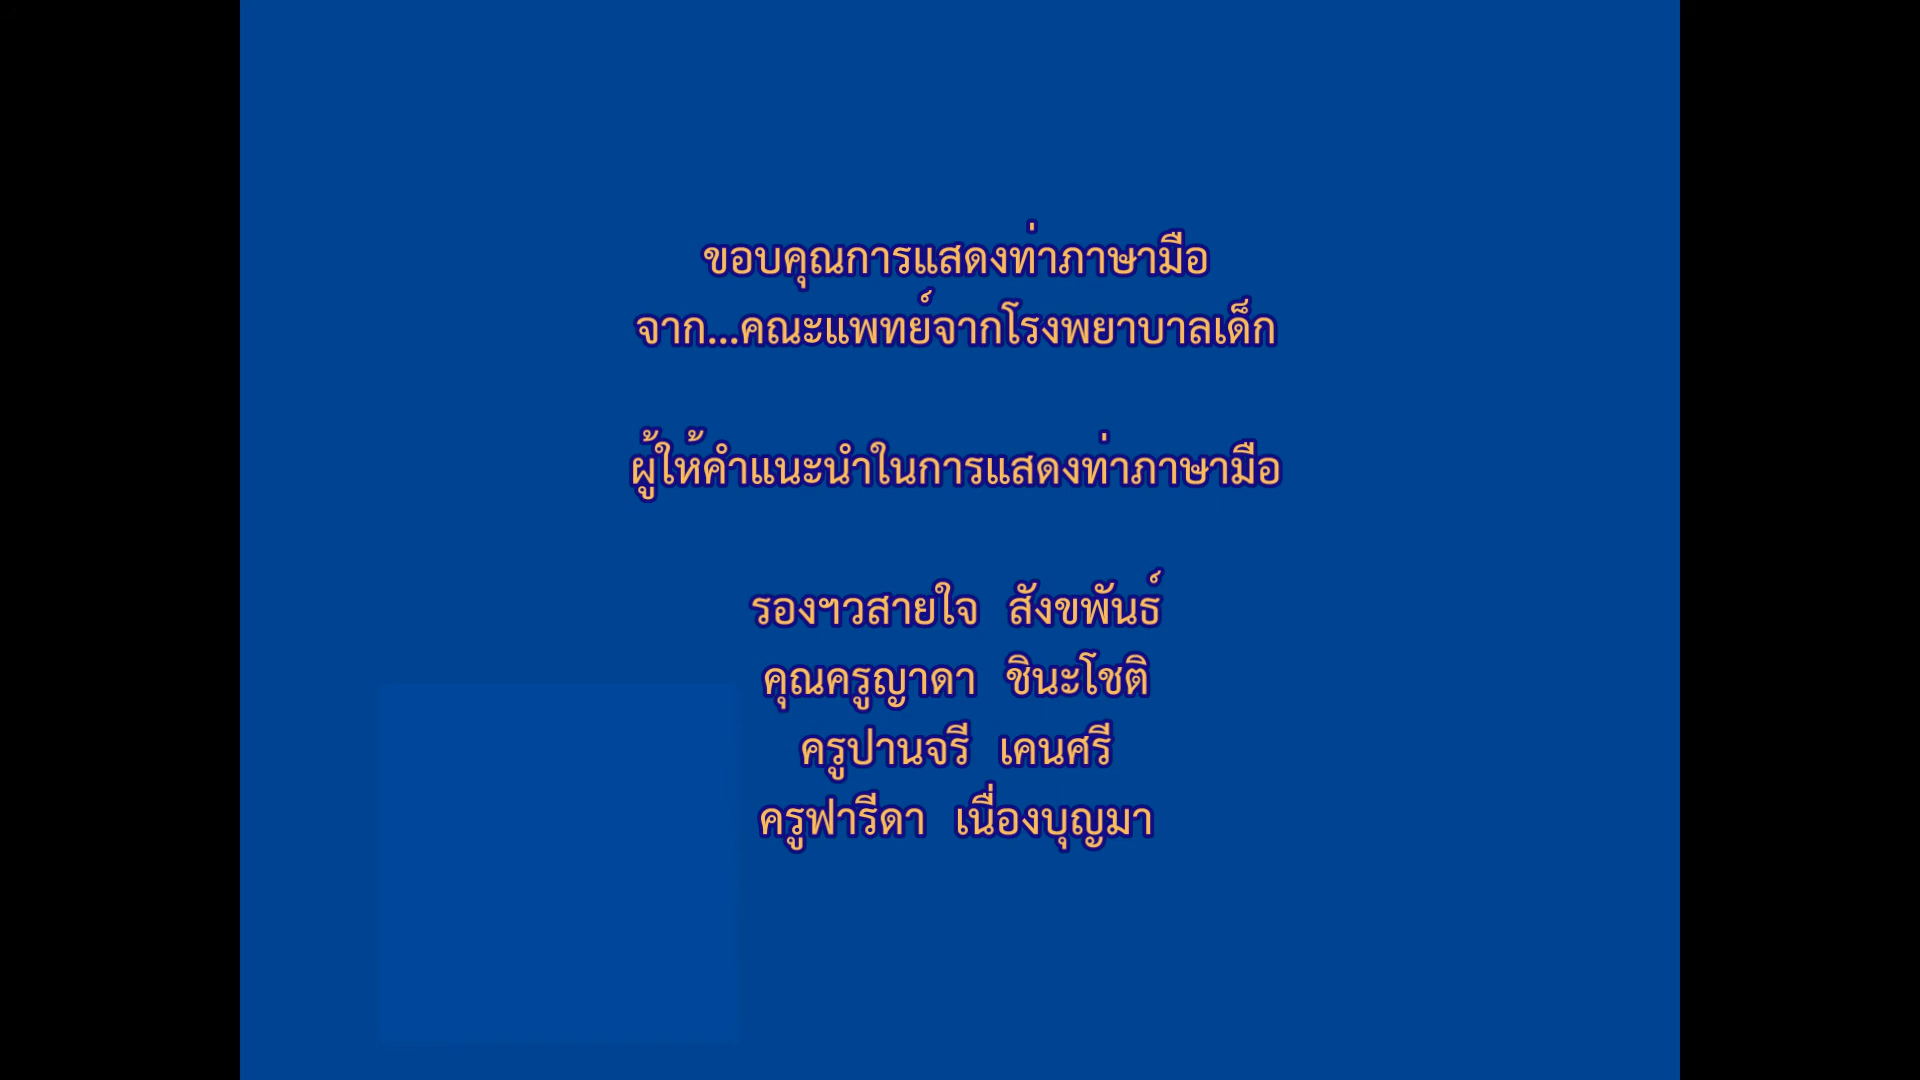 ขอบคุณการแสดงท่าภาษามือ
จาก...คณะแพทย์จากโรงพยาบาลเด็ก
ผู้ให้คำแนะนำในการแสดงท่าภาษามือ
รองฯวสายใจ สังขพันธ์
คุณครูญาดา ชินะโชติ
ครูปานจรี เคนศรี
ครูฟารีดา เนื่องบุญมา